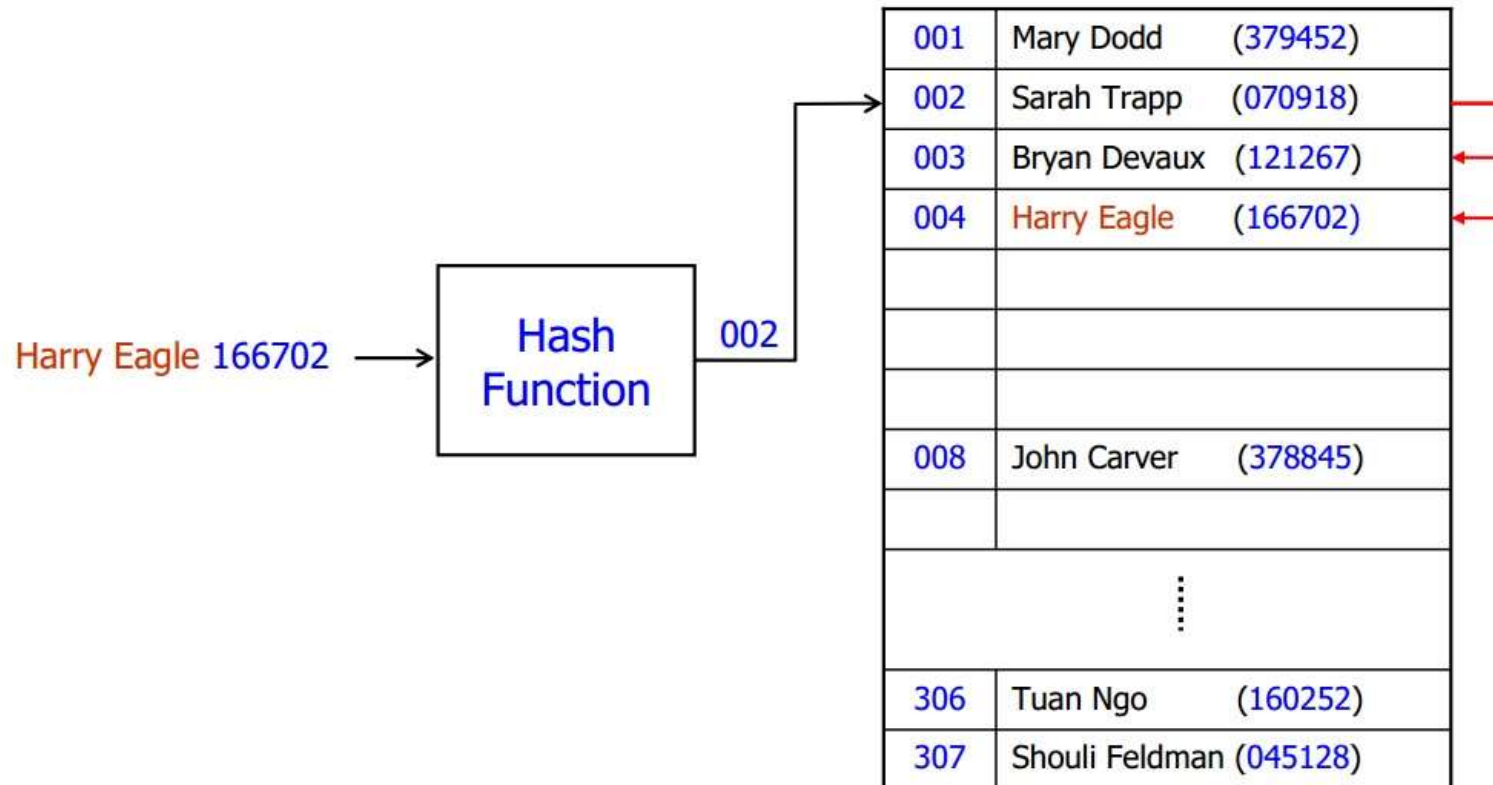 001 Mary Dodd (379452)
002 Sarah Trapp (070918)
003 Bryan Devaux (121267)
004 Harry Eagle (166702)
Harry Eagle 166702
Hash
Function
002
008 John Carver (378845)
306 Tuan Ngo (160252)
307 Shouli Feldman (045128)